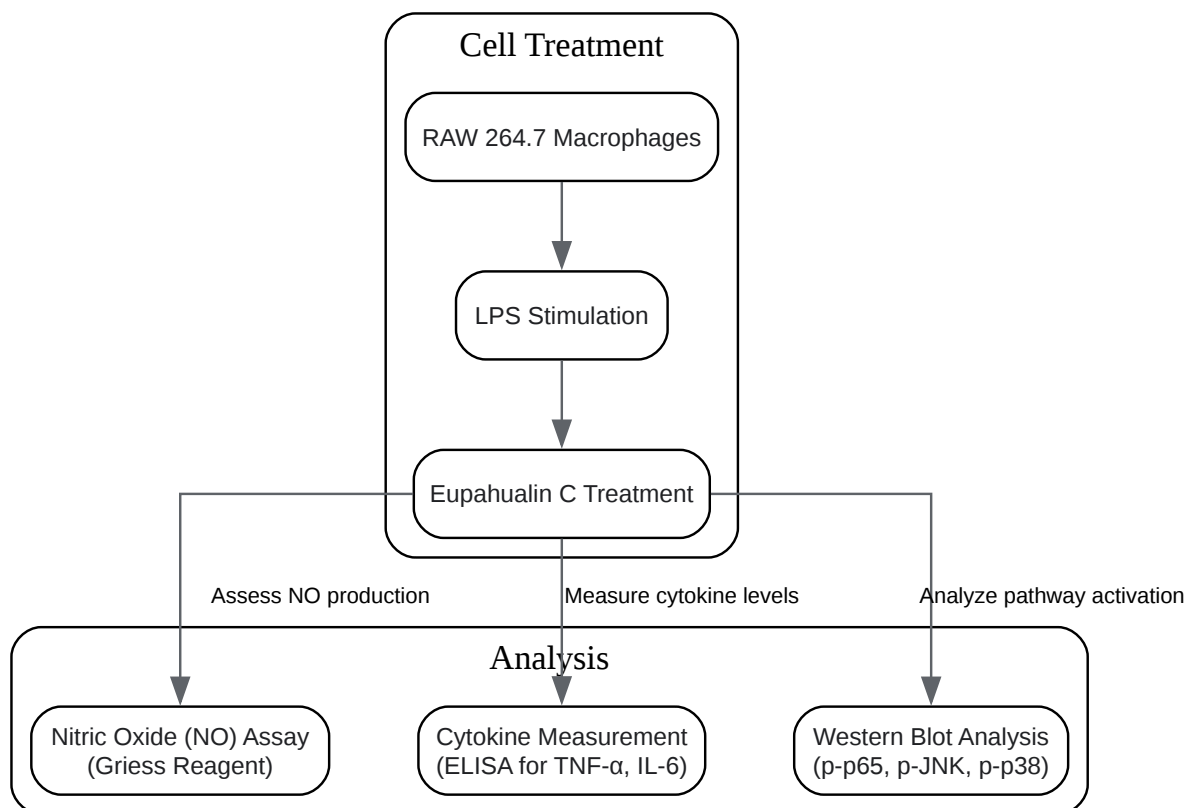 Cell Treatment
RAW 264.7 Macrophages
LPS Stimulation
Eupahualin C Treatment
Assess NO production
Measure cytokine levels
Analyze pathway activation
Analysis
Nitric Oxide (NO) Assay
(Griess Reagent)
Cytokine Measurement
(ELISA for TNF-α, IL-6)
Western Blot Analysis
(p-p65, p-JNK, p-p38)